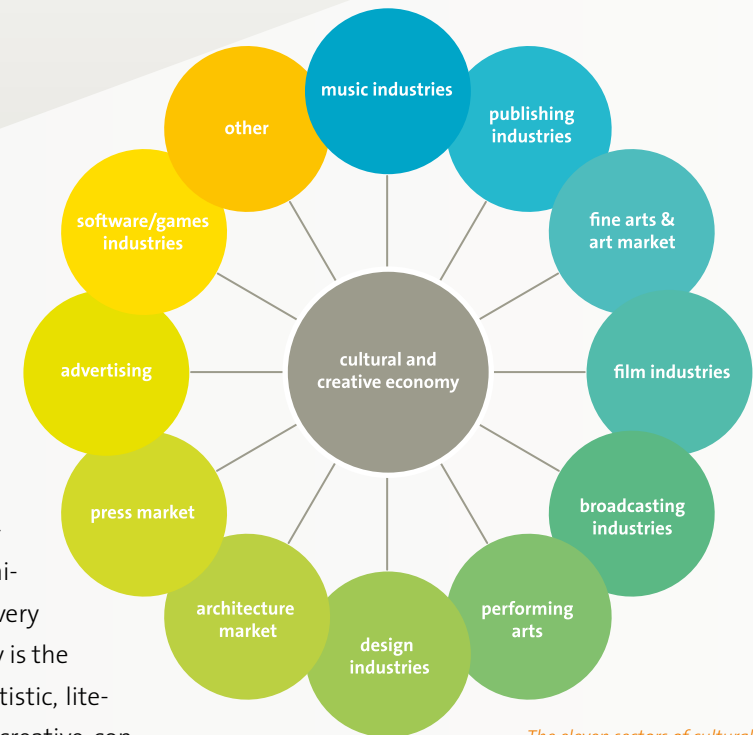 music industries
publishing
industries
fine arts &
art market
film industries
broadcasting
industries
performing
arts
design
industries
architecture
market
press market
advertising
software/games
industries
other
cultural and
creative economy
very
is the
tistic, lite-
The eleven sectors of cultural